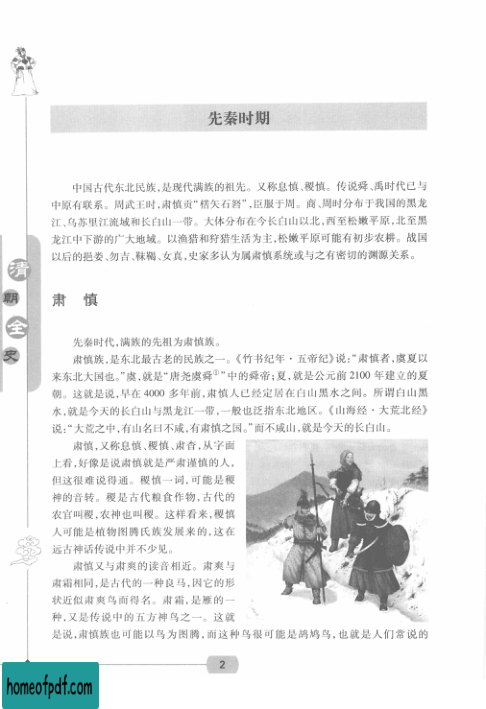 先秦时期
中国古代东北民族,是现代满族的祖先。又称息慎、稷慎。传说舜、禹时代已与
中原有联系。周武王时,肃慎贡“楛矢石砮”,臣服于周。商、周时分布于我国的黑龙
江、乌苏里江流域和长白山一带。大体分布在今长白山以北,西至松嫩平原,北至黑
龙江中下游的广大地域。以渔猎和狩猎生活为主,松嫩平原可能有初步农耕。战国
以后的挹娄、勿吉、靺鞨、女真,史家多认为属肃慎系统或与之有密切的渊源关系。
清朝全史
肃 慎
先秦时代,满族的先祖为肃慎族。
肃慎族,是东北最古老的民族之一。《竹书纪年·五帝纪》说:“肃慎者,虞夏以
来东北大国也。”虞,就是“唐尧虞舜①”中的舜帝;夏,就是公元前2100年建立的夏
朝。这就是说,早在4000多年前,肃慎人已经定居在白山黑水之间。所谓白山黑
水,就是今天的长白山与黑龙江一带,一般也泛指东北地区。《山海经·大荒北经》
说:“大荒之中,有山名曰不咸,有肃慎之国。”而不咸山,就是今天的长白山。
肃慎,又称息慎、稷慎、肃眘,从字面
上看,好像是说肃慎就是严肃谨慎的人,
但这很难说得通。稷慎一词,可能是稷
神的音转。稷是古代粮食作物,古代的
农官叫稷,农神也叫稷。这样看来,稷慎
人可能是植物图腾氏族发展来的,这在
远古神话传说中并不少见。
肃慎又与肃爽的读音相近。肃爽与
肃霜相同,是古代的一种良马,因它的形
状近似肃爽鸟而得名。肃霜,是雁的一
种,又是传说中的五方神鸟之一。这就
是说,肃慎族也可能以鸟为图腾,而这种鸟很可能是鸪鸠鸟,也就是人们常说的
2
homeofpdf.com